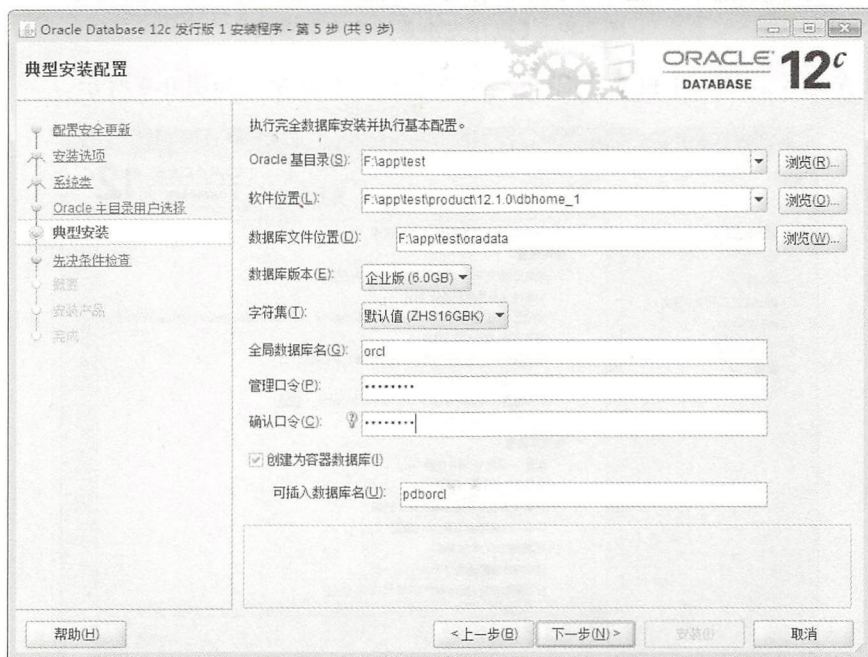 Oracle Database 12c 发行版 1 安装程序 - 第 5 步 (共 9 步)
典型安装配置
ORACLE DATABASE 12c
配置安全更新
安装选项
系统类
Oracle 主目录用户选择
典型安装
先决条件检查
概要
安装产品
完成
执行完全数据库安装并执行基本配置。
Oracle 基目录(S): F:\app\test 浏览(R)...
软件位置(L): F:\app\test\product\12.1.0\dbhome_1 浏览(O)...
数据库文件位置(D): F:\app\test\oradata 浏览(W)...
数据库版本(E): 企业版 (6.0GB)
字符集(T): 默认值 (ZHS16GBK)
全局数据库名(G): orcl
管理口令(P): ••••••••
确认口令(C): ••••••••
创建为容器数据库(I)
可插入数据库名(U): pdborcl
帮助(H) <上一步(B) 下一步(N)> 安装(I) 取消